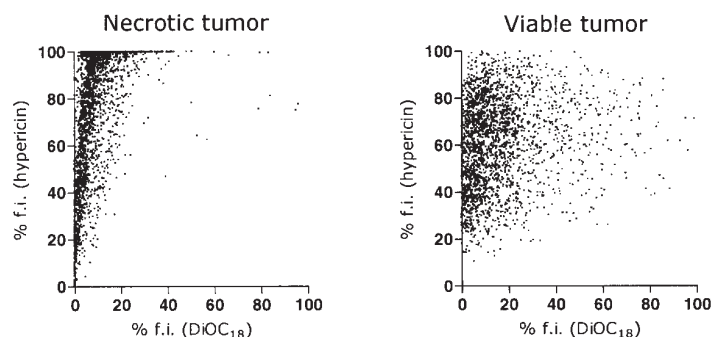 Necrotic tumor
% f.i. (hypericin)
100
80
60
40
20
0
0 20 40 60 80 100
% f.i. (DiOC18)
Viable tumor
% f.i. (hypericin)
100
80
60
40
20
0
0 20 40 60 80 100
% f.i. (DiOC18)